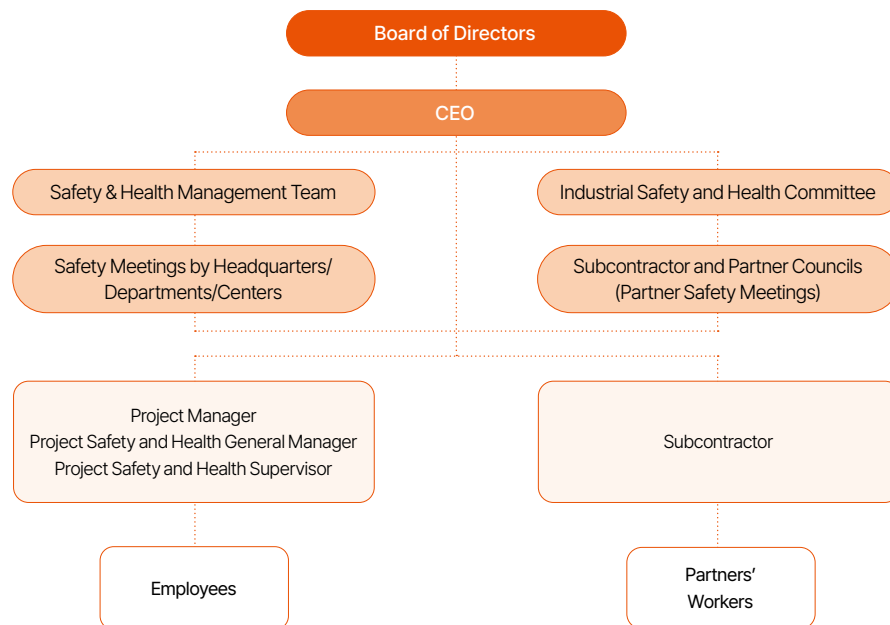 Board of Directors
CEO
Safety & Health Management Team
Industrial Safety and Health Committee
Safety Meetings by Headquarters/
Departments/Centers
Subcontractor and Partner Councils
(Partner Safety Meetings)
Project Manager
Project Safety and Health General Manager
Project Safety and Health Supervisor
Subcontractor
Employees
Partners’
Workers